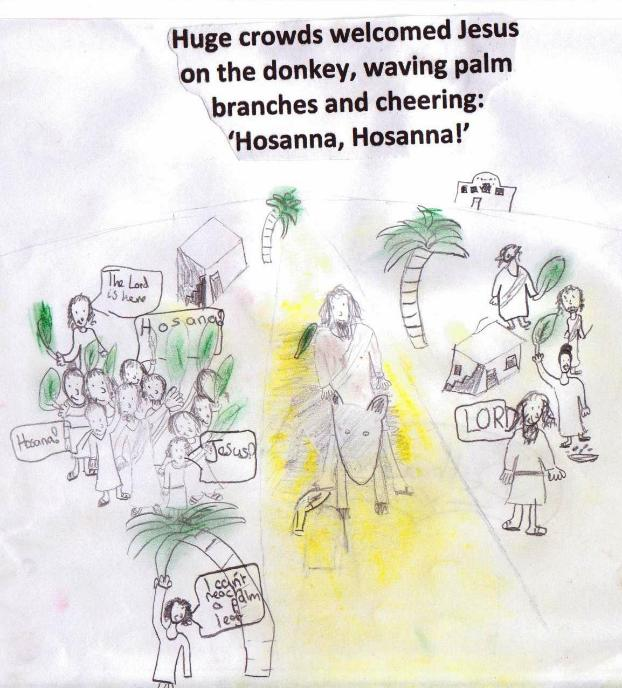 Huge crowds welcomed Jesus
on the donkey, waving palm
branches and cheering:
'Hosanna, Hosanna!'
The Lord
is here
Hosana!
Hosana!
Jesus!
LORD
I can't
reach
a palm
leaf